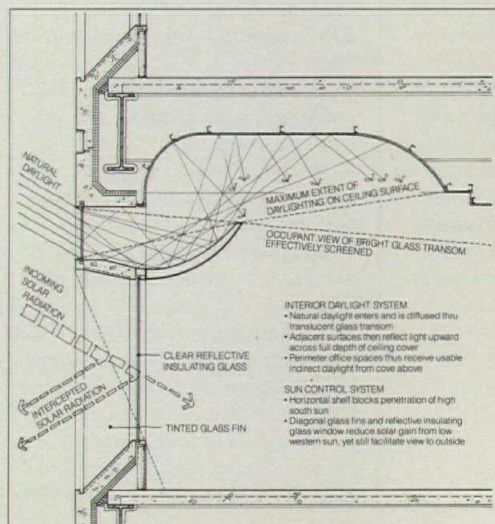 NATURAL
DAYLIGHT
MAXIMUM EXTENT OF
DAYLIGHTING ON CEILING SURFACE
OCCUPANT VIEW OF BRIGHT GLASS TRANSOM
EFFECTIVELY SCREENED
INCOMING
SOLAR
RADIATION
INTERCEPTED
SOLAR RADIATION
CLEAR REFLECTIVE
INSULATING GLASS
TINTED GLASS FIN
INTERIOR DAYLIGHT SYSTEM
• Natural daylight enters and is diffused thru
translucent glass transom
• Adjacent surfaces then reflect light upward
across full depth of ceiling cover
• Perimeter office spaces thus receive usable
indirect daylight from cove above
SUN CONTROL SYSTEM
• Horizontal shelf blocks penetration of high
south sun
• Diagonal glass fins and reflective insulating
glass window reduce solar gain from low
western sun, yet still facilitate view to outside